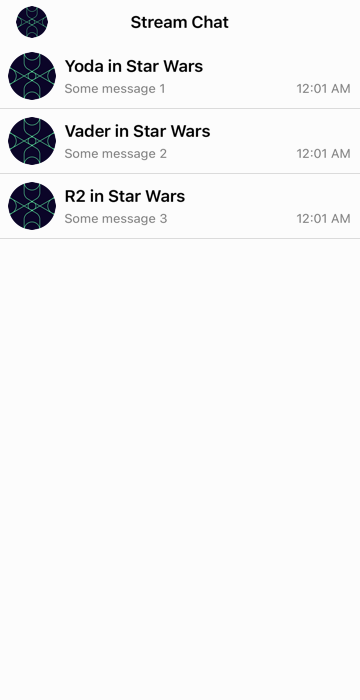 Stream Chat
Yoda in Star Wars
Some message 1 12:01 AM
Vader in Star Wars
Some message 2 12:01 AM
R2 in Star Wars
Some message 3 12:01 AM